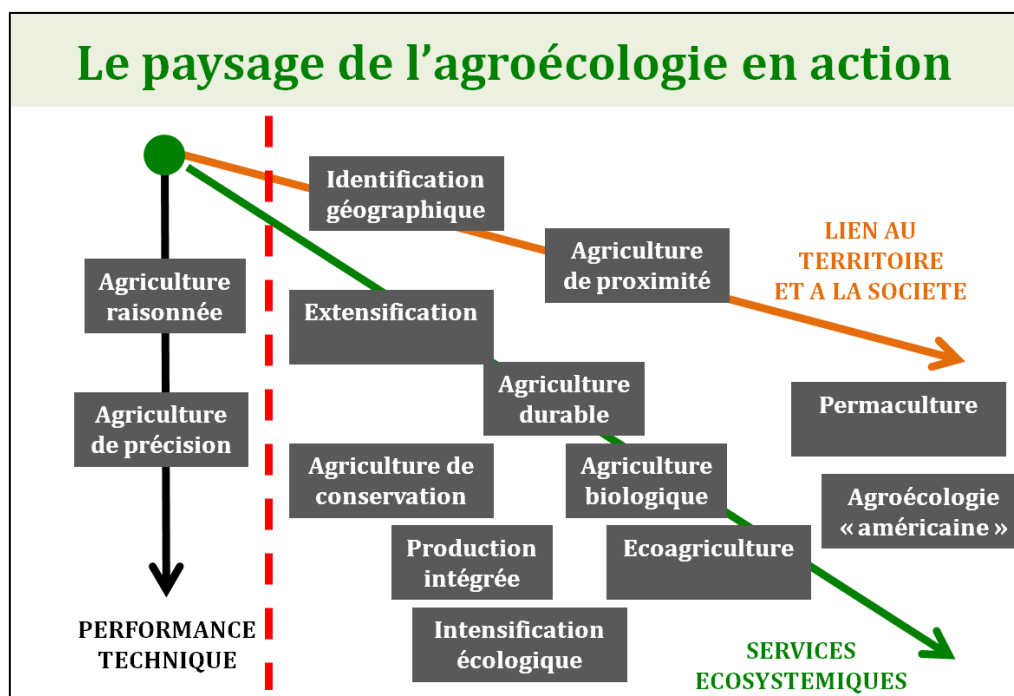 Le paysage de l’agroécologie en action
Identification
géographique
Agriculture
de proximité
LIEN AU
TERRITOIRE
ET A LA SOCIETE
Agriculture
raisonnée
Extensification
Agriculture
durable
Permaculture
Agriculture
de précision
Agriculture de
conservation
Agriculture
biologique
Agroécologie
« américaine »
Production
intégrée
Ecoagriculture
Intensification
écologique
PERFORMANCE
TECHNIQUE
SERVICES
ECOSYSTEMIQUES